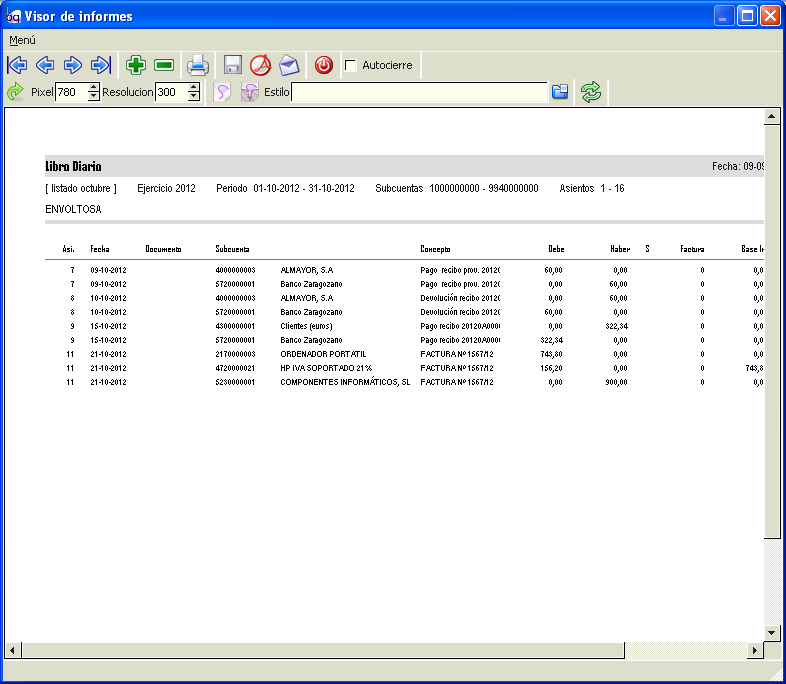 Visor de informes
Menú
Autocierre
Pixel 780 Resolucion 300 Estilo
Libro Diario Fecha: 09-09
[ listado octubre ] Ejercicio 2012 Periodo 01-10-2012 - 31-10-2012 Subcuentas 1000000000 - 9940000000 Asientos 1 - 16
ENVOLTOSA
Asi. Fecha Documento Subcuenta Concepto Debe Haber S Factura Base
7 09-10-2012 4000000003 ALMAYOR, S.A Pago recibo prov. 2012 60,00 0,00 0 0,0
7 09-10-2012 5720000001 Banco Zaragozano Pago recibo prov. 2012 0,00 60,00 0 0,0
8 10-10-2012 4000000003 ALMAYOR, S.A Devolución recibo 2012 0,00 60,00 0 0,0
8 10-10-2012 5720000001 Banco Zaragozano Devolución recibo 2012 60,00 0,00 0 0,0
9 15-10-2012 4300000001 Clientes (euros) Pago recibo 20120A000 0,00 322,34 0 0,0
9 15-10-2012 5720000001 Banco Zaragozano Pago recibo 20120A000 322,34 0,00 0 0,0
11 21-10-2012 2170000003 ORDENADOR PORTATIL FACTURA Nº 1567/12 743,80 0,00 0 0,0
11 21-10-2012 4720000021 HP IVA SOPORTADO 21% FACTURA Nº 1567/12 156,20 0,00 0 743,8
11 21-10-2012 5230000001 COMPONENTES INFORMÁTICOS, SL FACTURA Nº 1567/12 0,00 900,00 0 0,0